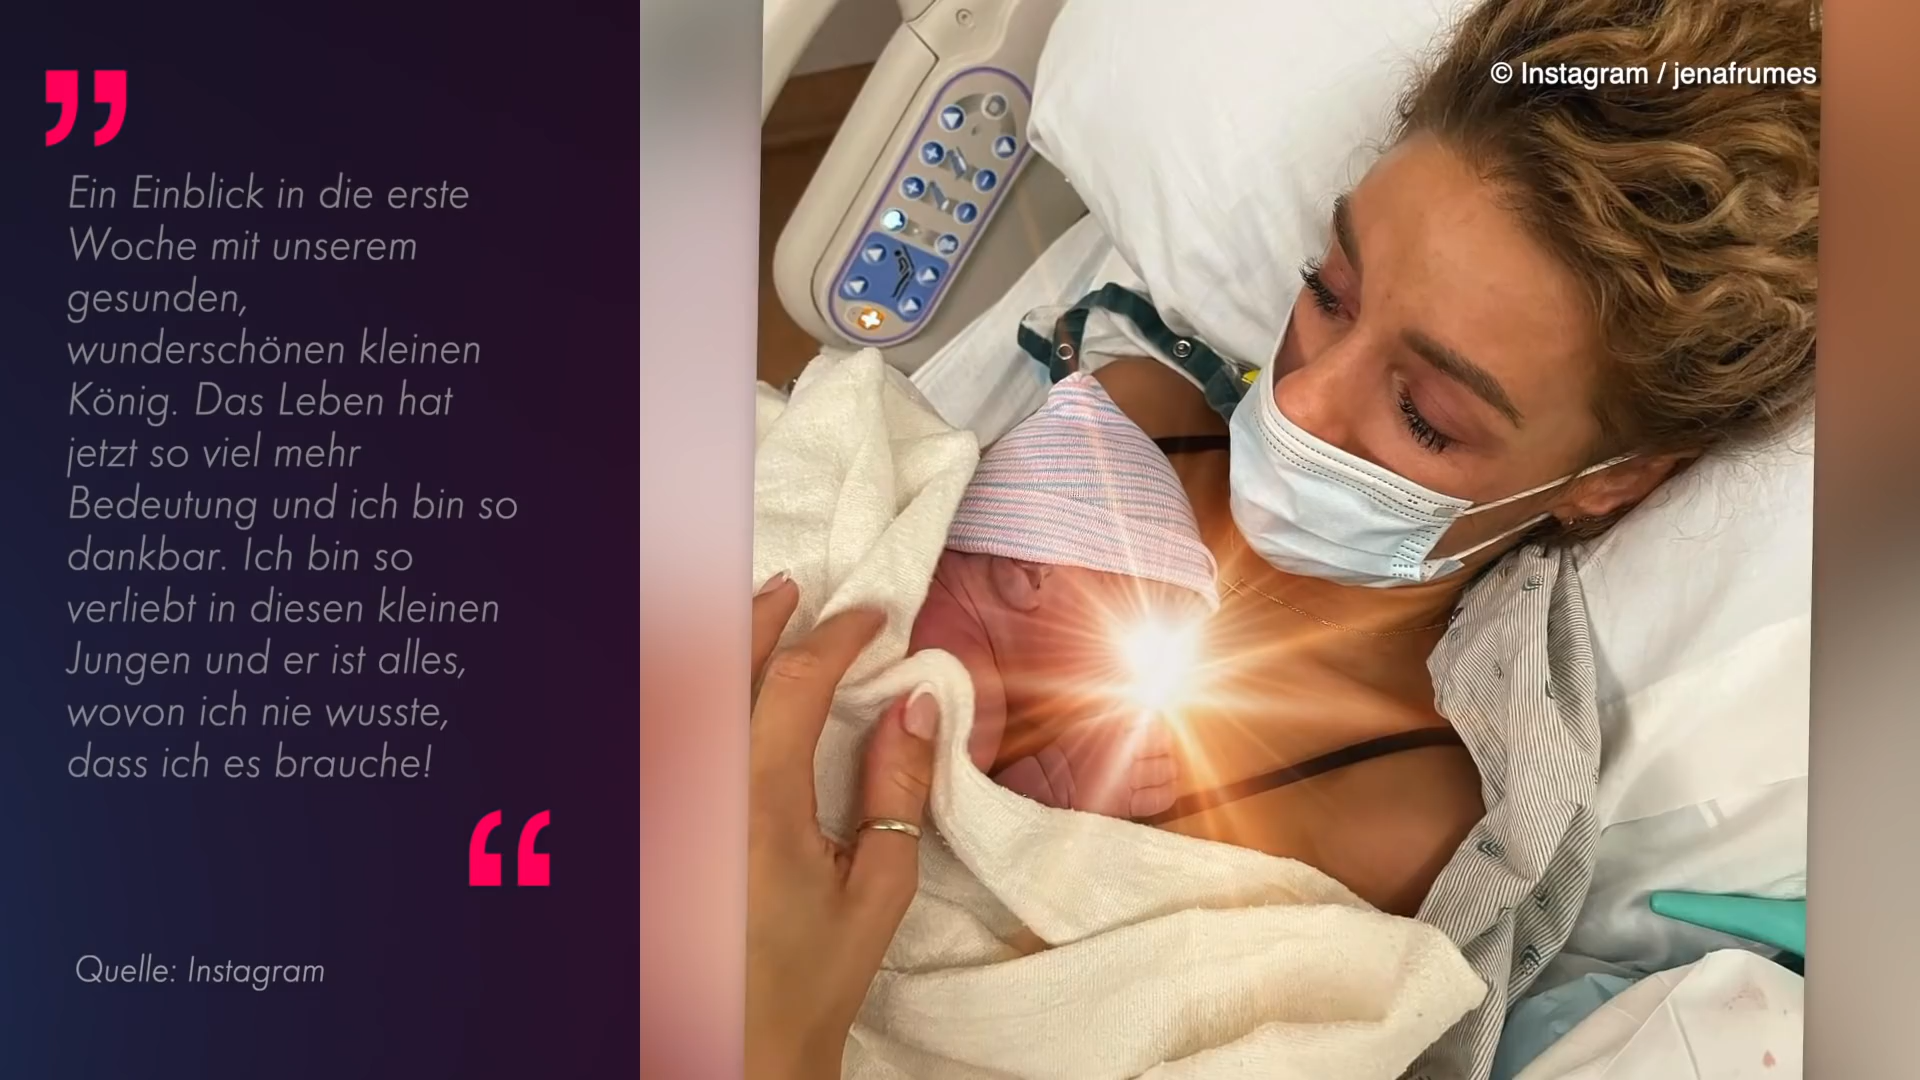 © Instagram / jenafrumes
”
Ein Einblick in die erste
Woche mit unserem
gesunden,
wunderschönen kleinen
König. Das Leben hat
jetzt so viel mehr
Bedeutung und ich bin so
dankbar. Ich bin so
verliebt in diesen kleinen
Jungen und er ist alles,
wovon ich nie wusste,
dass ich es brauche!
“
Quelle: Instagram